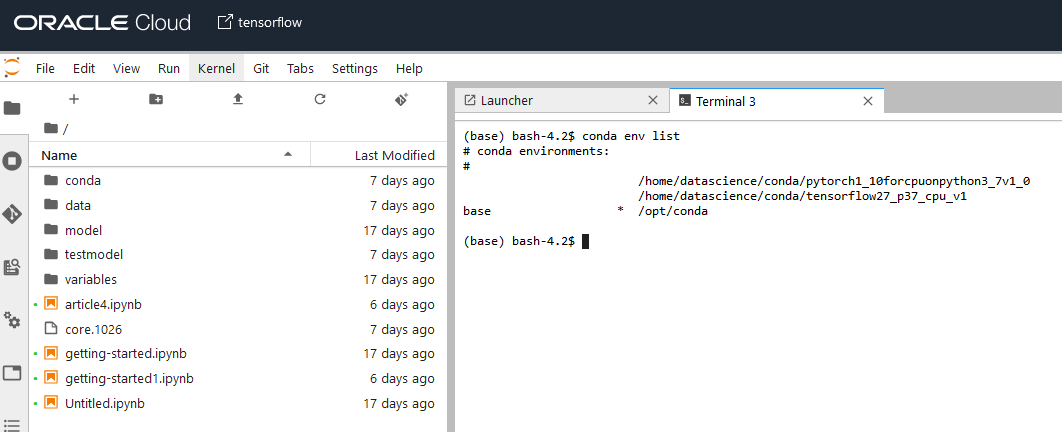 ORACLE Cloud tensorflow
File Edit View Run Kernel Git Tabs Settings Help
Launcher
Terminal 3
/
Name Last Modified
conda 7 days ago
data 7 days ago
model 17 days ago
testmodel 7 days ago
variables 17 days ago
article4.ipynb 6 days ago
core.1026 7 days ago
getting-started.ipynb 17 days ago
getting-started1.ipynb 6 days ago
Untitled.ipynb 17 days ago
(base) bash-4.2$ conda env list
# conda environments:
#
/home/datascience/conda/pytorch1_10forcpuonpython3_7v1_0
/home/datascience/conda/tensorflow27_p37_cpu_v1
base * /opt/conda
(base) bash-4.2$